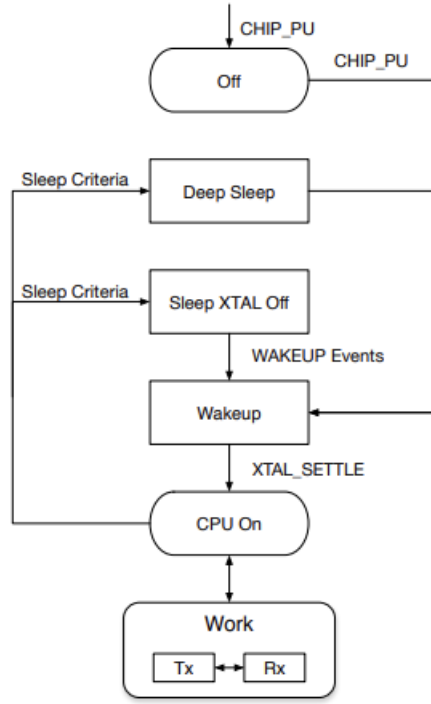 CHIP_PU
Off
CHIP_PU
Sleep Criteria
Deep Sleep
Sleep Criteria
Sleep XTAL Off
WAKEUP Events
Wakeup
XTAL_SETTLE
CPU On
Work
Tx
Rx